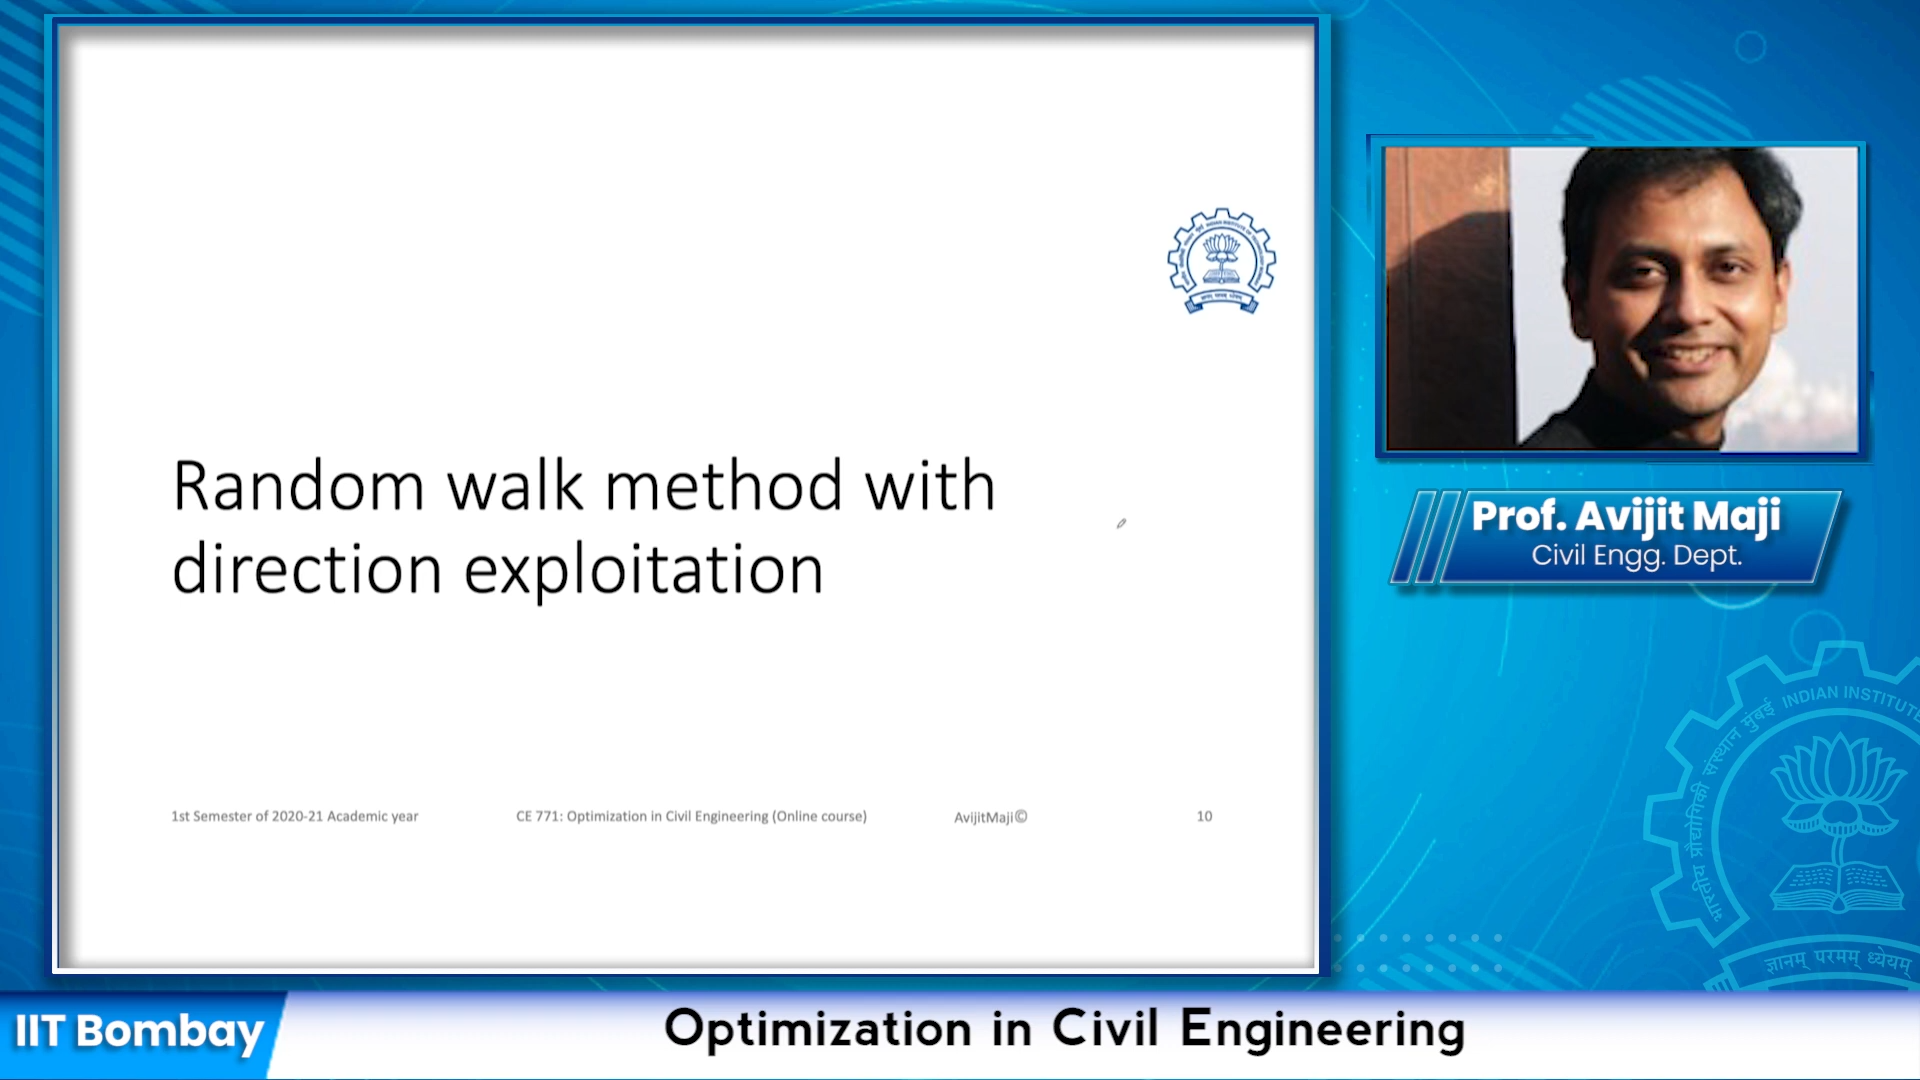 Random walk method with
direction exploitation
1st Semester of 2020-21 Academic year
CE 771: Optimization in Civil Engineering (Online course)
AvijitMaji©
10
Prof. Avijit Maji
Civil Engg. Dept.
INDIAN INSTITUTE
भारतीय प्रौद्योगिकी संस्थान मुंबई
ज्ञानम् परमम् ध्येयम्
IIT Bombay
Optimization in Civil Engineering